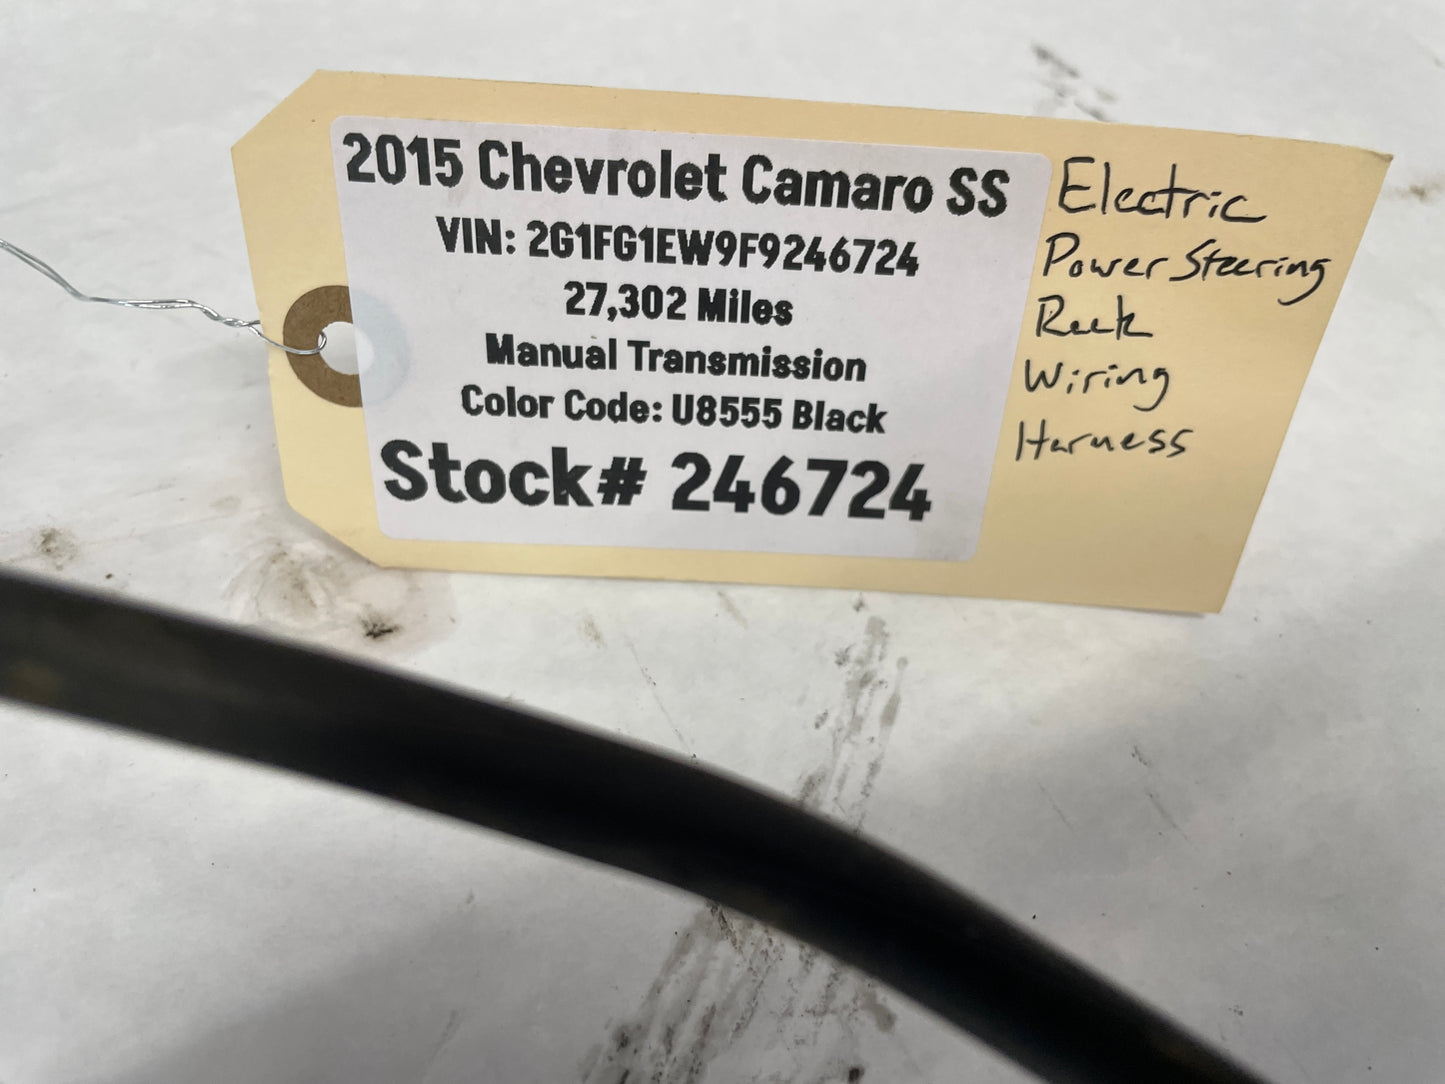 2015 Chevrolet Camaro SS
VIN: 2G1FG1EW9F9246724
27,302 Miles
Manual Transmission
Color Code: U8555 Black
Stock# 246724
Electric
Power Steering
Rack
Wiring
Harness